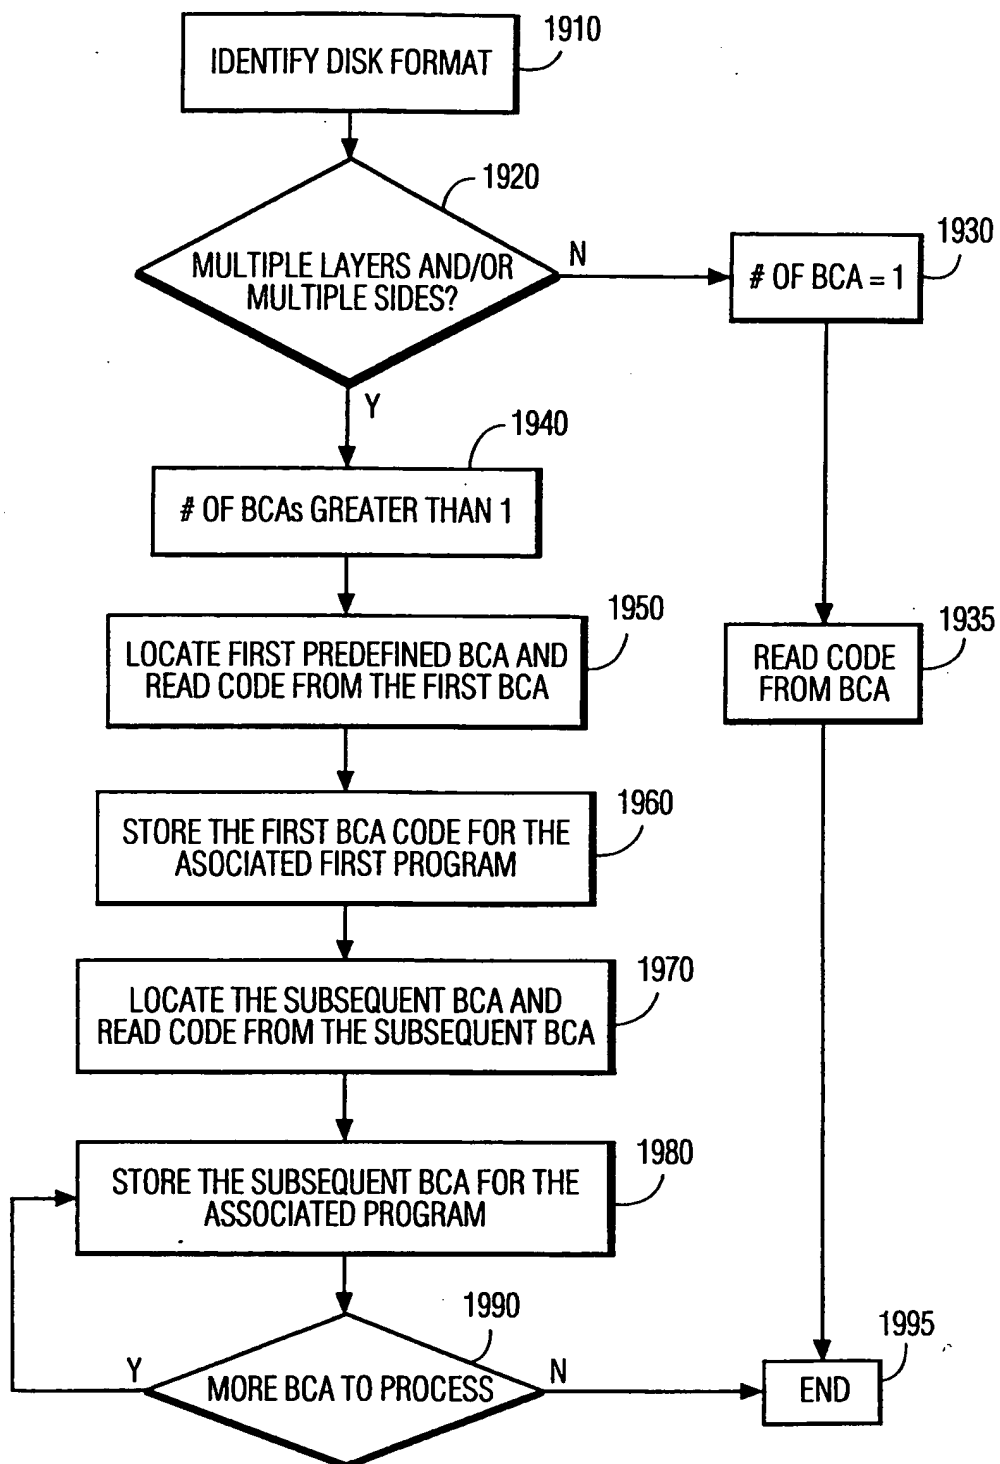 1910
IDENTIFY DISK FORMAT
1920
MULTIPLE LAYERS AND/OR
MULTIPLE SIDES?
N
1930
# OF BCA = 1
Y
1940
# OF BCAs GREATER THAN 1
1950
LOCATE FIRST PREDEFINED BCA AND
READ CODE FROM THE FIRST BCA
1935
READ CODE
FROM BCA
1960
STORE THE FIRST BCA CODE FOR THE
ASOCIATED FIRST PROGRAM
1970
LOCATE THE SUBSEQUENT BCA AND
READ CODE FROM THE SUBSEQUENT BCA
1980
STORE THE SUBSEQUENT BCA FOR THE
ASSOCIATED PROGRAM
1990
Y
MORE BCA TO PROCESS
N
1995
END